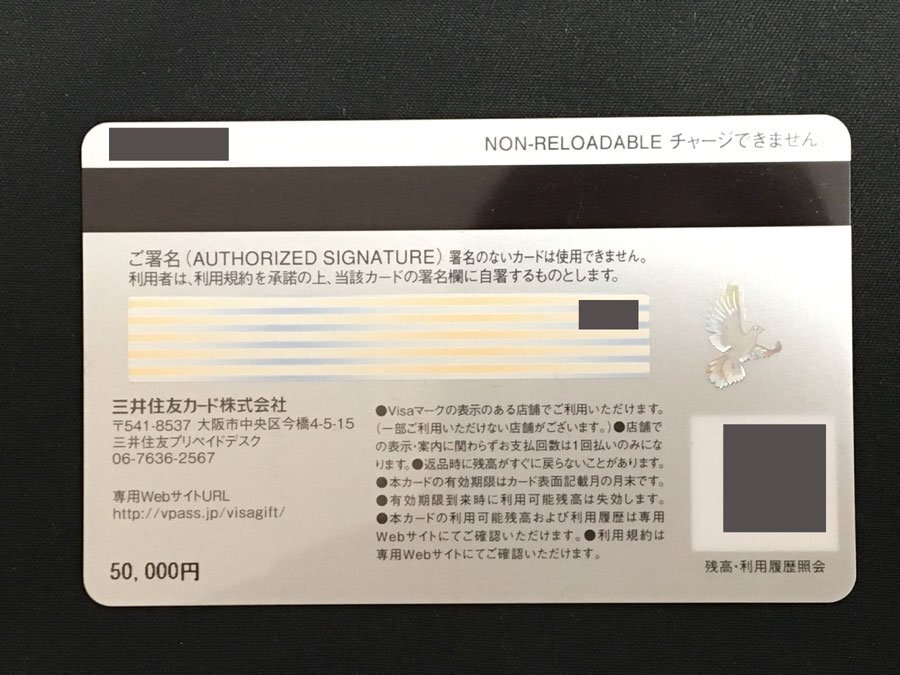 NON-RELOADABLE チャージできません
ご署名(AUTHORIZED SIGNATURE)署名のないカードは使用できません。
利用者は、利用規約を承諾の上、当該カードの署名欄に自署するものとします。
三井住友カード株式会社
〒541-8537 大阪市中央区今橋4-5-15
三井住友プリペイドデスク
06-7636-2567
専用WebサイトURL
http://vpass.jp/visagift/
50,000円
●Visaマークの表示のある店舗でご利用いただけます。
(一部ご利用いただけない店舗がございます。)●店舗で
の表示・案内に関わらずお支払回数は1回払いのみにな
ります。●返品時に残高がすぐに戻らないことがあります。
●本カードの有効期限はカード表面記載月の月末です。
●有効期限到来時に利用可能残高は失効します。
●本カードの利用可能残高および利用履歴は専用
Webサイトにてご確認いただけます。●利用規約は
専用Webサイトにてご確認いただけます。
残高・利用履歴照会